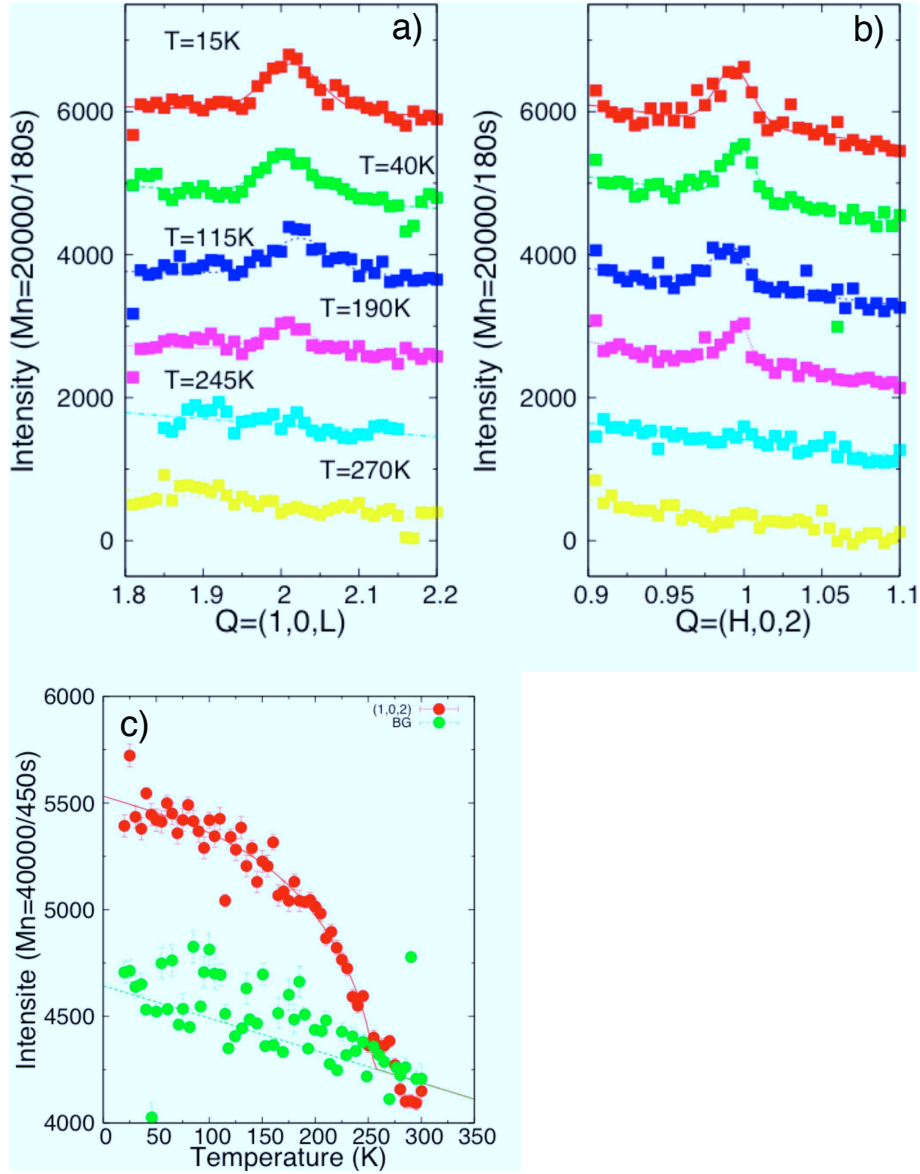 a)
T=15K
T=40K
T=115K
T=190K
T=245K
T=270K
6000
4000
2000
0
Intensity (Mn=20000/180s)
1.8 1.9 2 2.1 2.2
Q=(1,0,L)
b)
6000
4000
2000
0
Intensity (Mn=20000/180s)
0.9 0.95 1 1.05 1.1
Q=(H,0,2)
c)
(1,0,2)
BG
6000
5500
5000
4500
4000
Intensite (Mn=40000/450s)
0 50 100 150 200 250 300 350
Temperature (K)